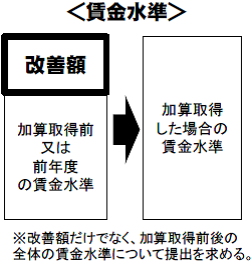 ＜賃金水準＞
改善額
加算取得前
又は
前年度
の賃金水準
加算取得
した場合の
賃金水準
※改善額だけでなく、加算取得前後の
全体の賃金水準について提出を求める。